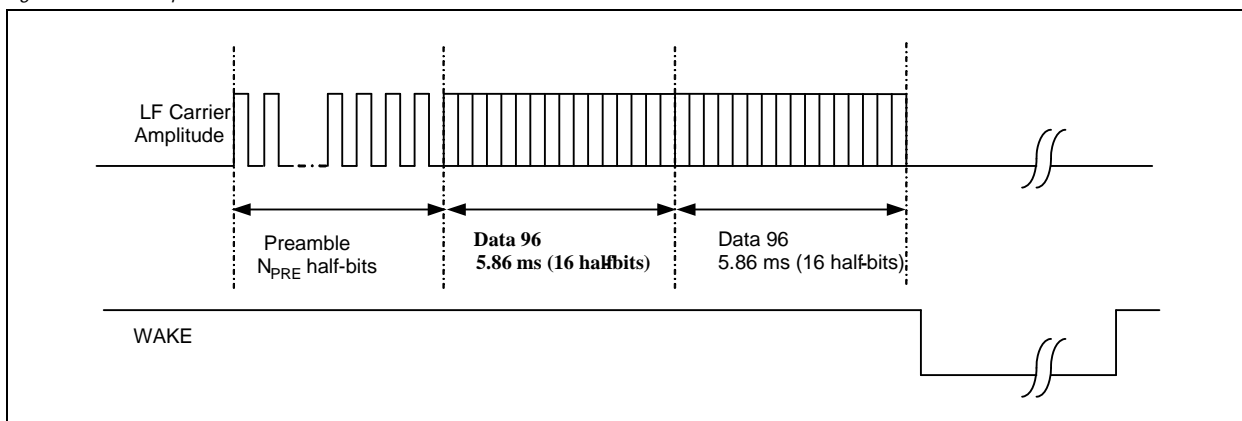 LF Carrier
Amplitude
Preamble
N_PRE half-bits
Data 96
5.86 ms (16 half-bits)
Data 96
5.86 ms (16 half-bits)
WAKE